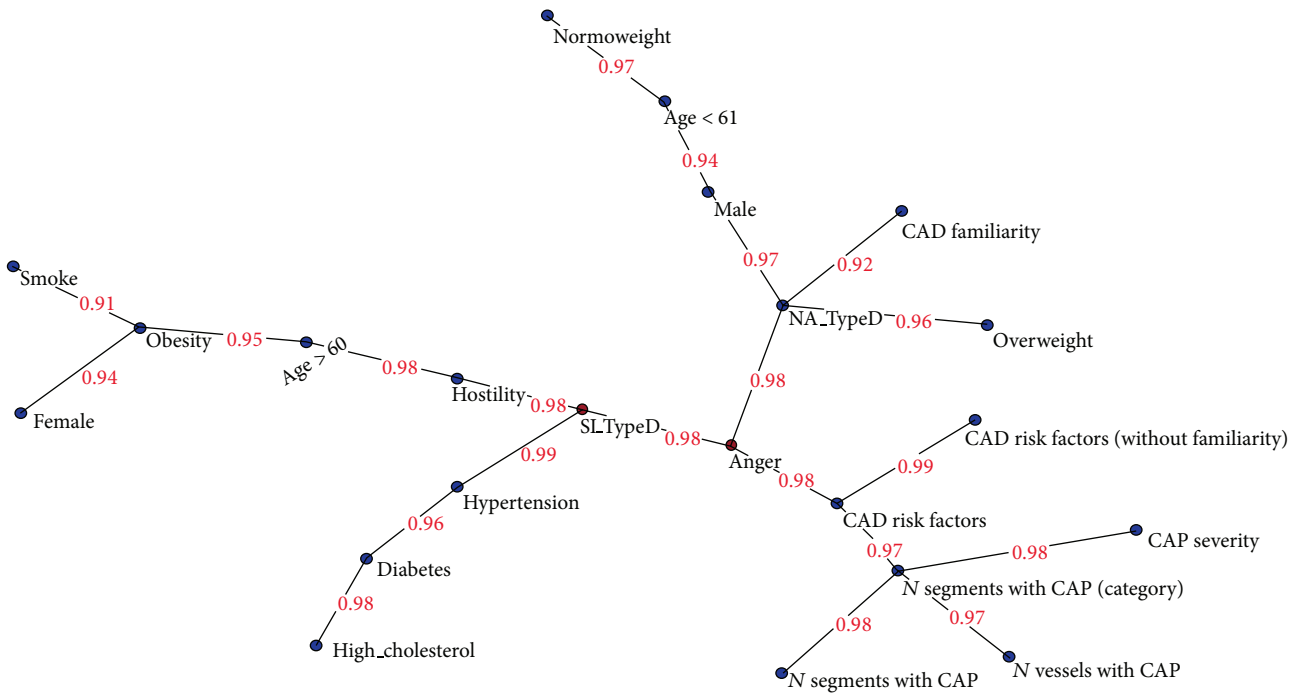 Normoweight
0.97
Age < 61
0.94
Male
CAD familiarity
0.97
0.92
Smoke
0.91
NA_TypeD
0.96
Overweight
Obesity
0.95
Age > 60
0.98
0.94
0.98
Hostility
0.98
Female
SI_TypeD
0.98
Anger
CAD risk factors (without familiarity)
0.99
0.99
0.98
Hypertension
CAD risk factors
0.96
0.97
0.98
CAP severity
Diabetes
N segments with CAP (category)
0.98
0.98
0.97
High_cholesterol
N segments with CAP
N vessels with CAP